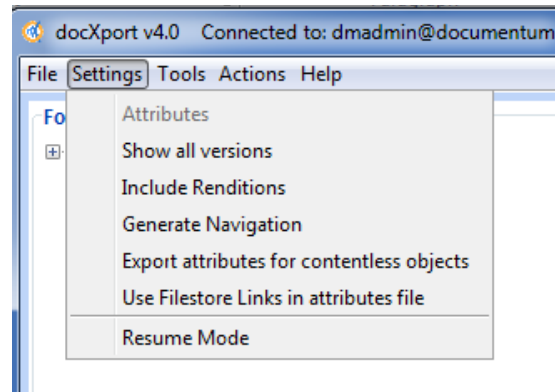 docXport v4.0 Connected to: dmadmin@documentum
File Settings Tools Actions Help
Fo
Attributes
Show all versions
Include Renditions
Generate Navigation
Export attributes for contentless objects
Use Filestore Links in attributes file
Resume Mode